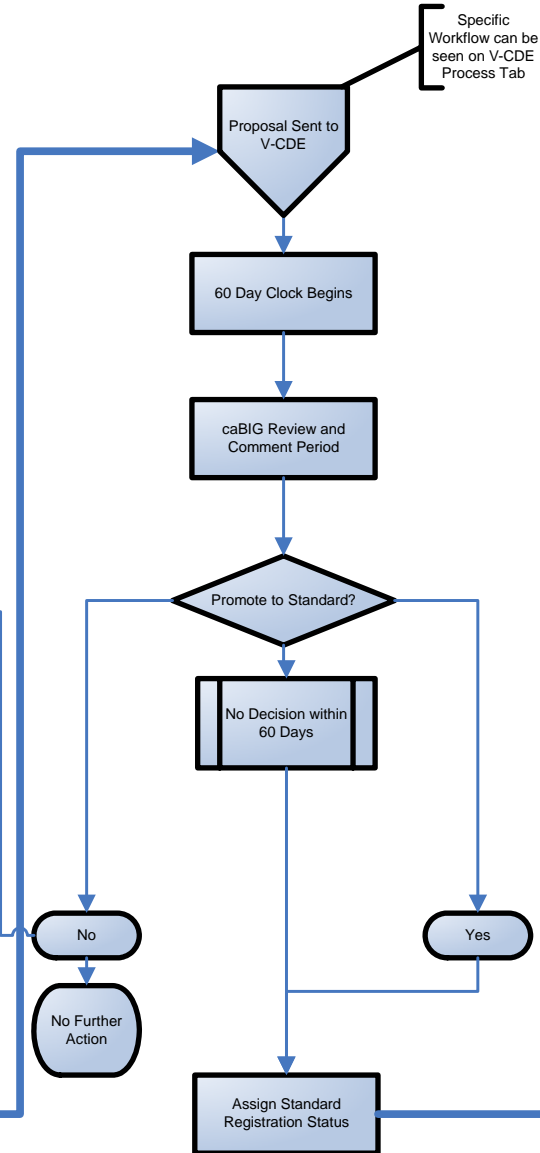 Specific
Workflow can be
seen on V-CDE
Process Tab
Proposal Sent to
V-CDE
60 Day Clock Begins
caBIG Review and
Comment Period
Promote to Standard?
No Decision within
60 Days
No
Yes
No Further
Action
Assign Standard
Registration Status